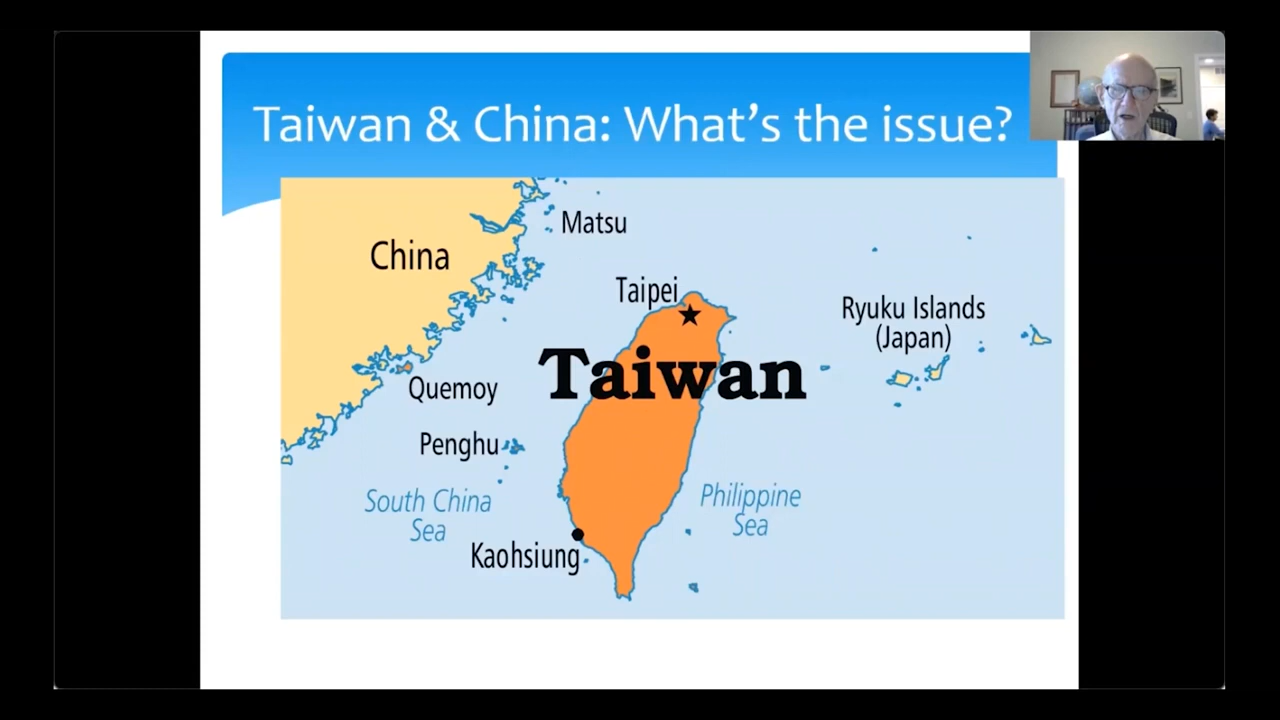 Taiwan & China: What's the issue?
Matsu
China
Taipei
Ryuku Islands
(Japan)
Taiwan
Quemoy
Penghu
South China
Sea
Philippine
Sea
Kaohsiung